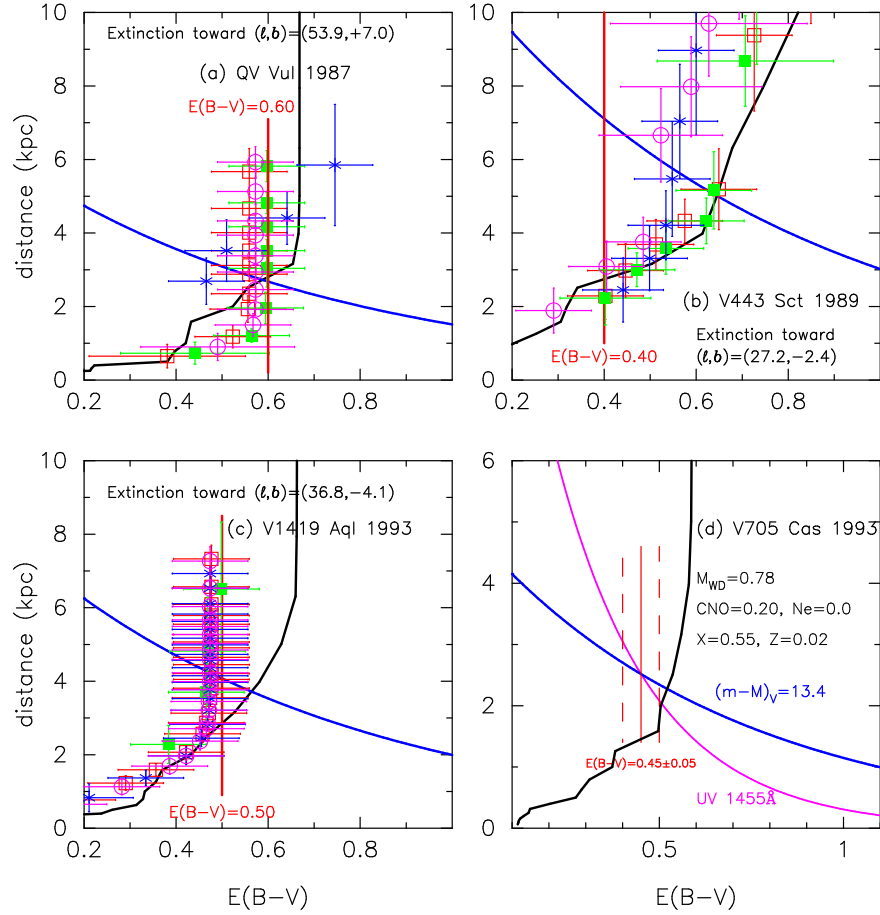 Extinction toward (ℓ,b)=(53.9,+7.0)
(a) QV Vul 1987
E(B−V)=0.60
distance (kpc)
10
8
6
4
2
0
0.2 0.4 0.6 0.8 1
10
8
6
4
2
0
(b) V443 Sct 1989
Extinction toward
(ℓ,b)=(27.2,−2.4)
E(B−V)=0.40
0.2 0.4 0.6 0.8 1
Extinction toward (ℓ,b)=(36.8,−4.1)
(c) V1419 Aql 1993
E(B−V)=0.50
distance (kpc)
10
8
6
4
2
0
0.2 0.4 0.6 0.8 1
E(B−V)
6
4
2
0
(d) V705 Cas 1993
M_WD=0.78
CNO=0.20, Ne=0.0
X=0.55, Z=0.02
(m−M)_V=13.4
E(B−V)=0.45±0.05
UV 1455Å
0.5 1
E(B−V)